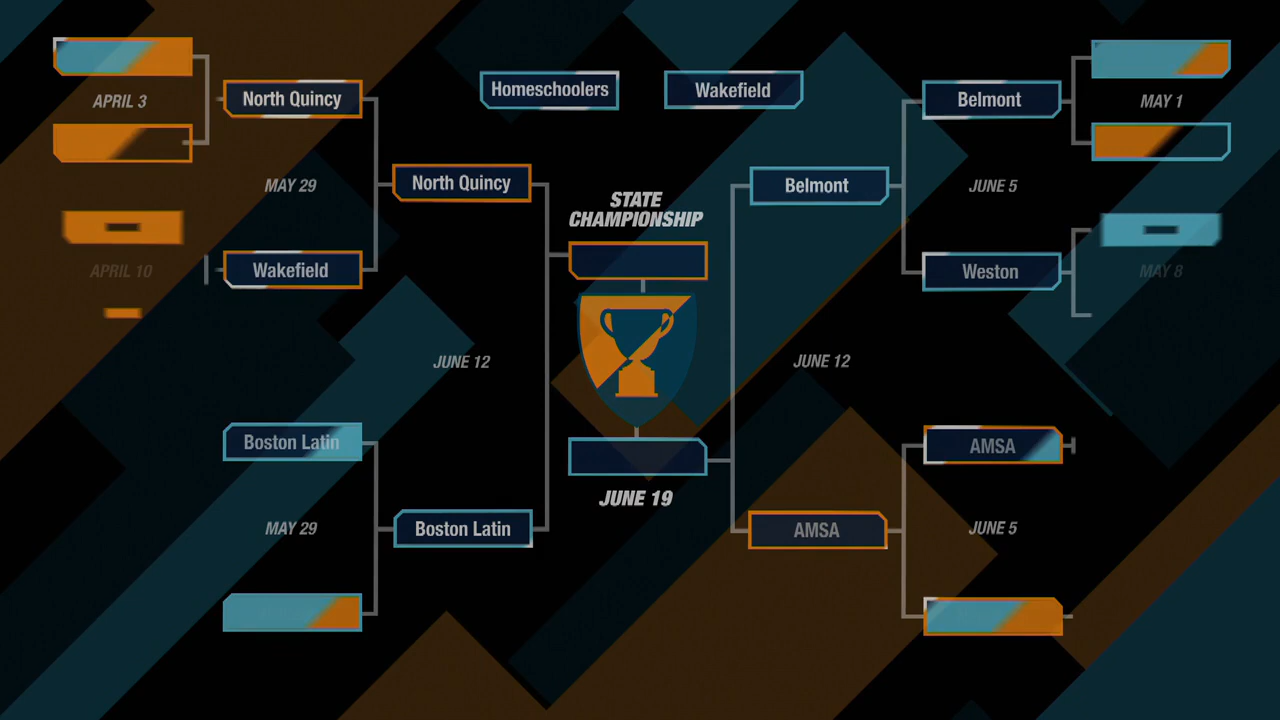 Homeschoolers
Wakefield
APRIL 3
North Quincy
MAY 29
North Quincy
APRIL 10
Wakefield
JUNE 12
Boston Latin
MAY 29
Boston Latin
STATE
CHAMPIONSHIP
JUNE 19
Belmont
MAY 1
Belmont
JUNE 5
Weston
MAY 8
JUNE 12
AMSA
AMSA
JUNE 5